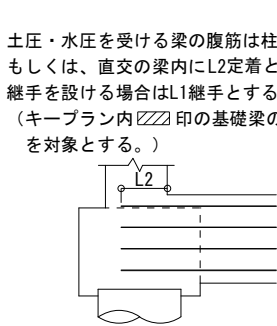 土圧・水圧を受ける梁の腹筋は柱
もしくは、直交の梁内にL2定着と
継手を設ける場合はL1継手とする
（キープラン内 印の基礎梁の
を対象とする。）
L2